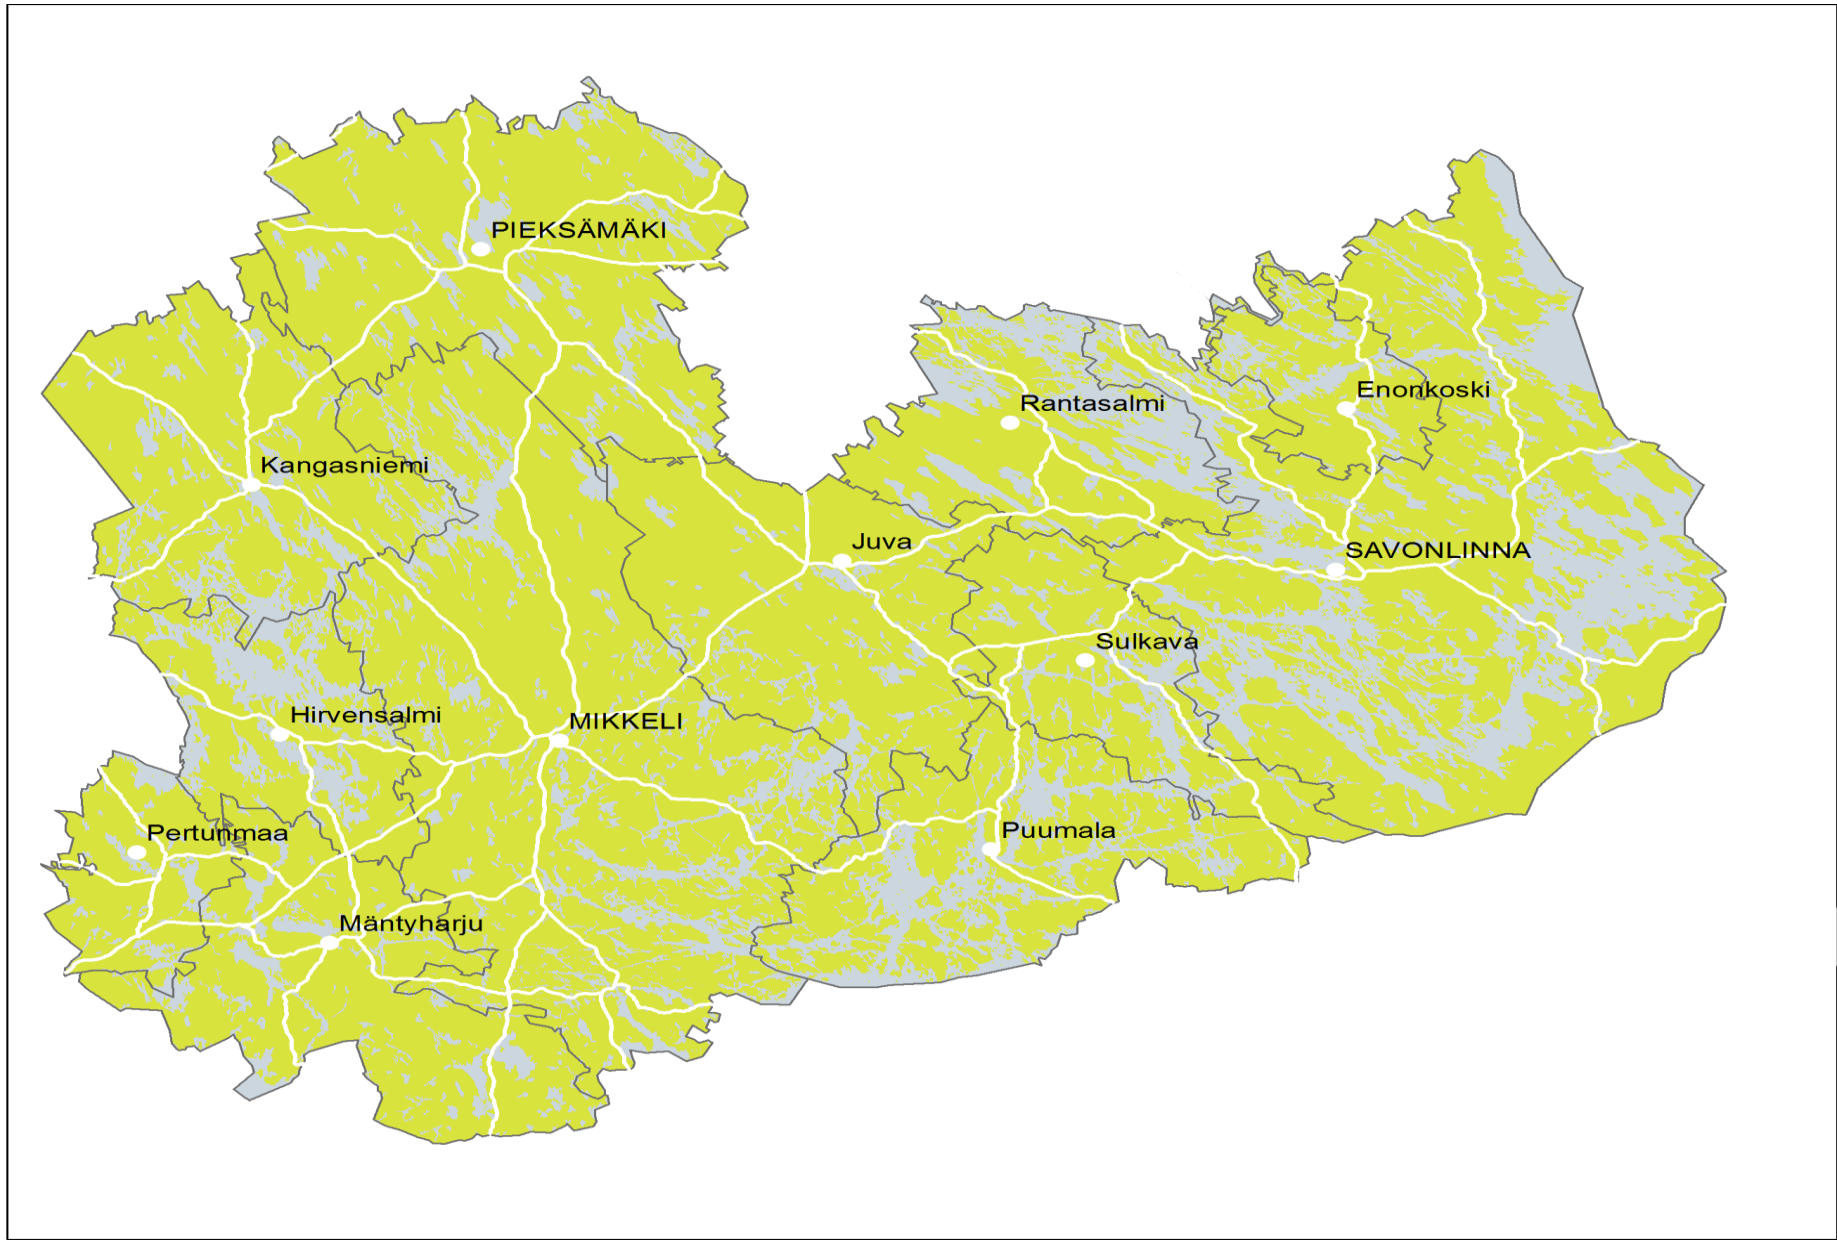 PIEKSÄMÄKI
Enonkoski
Rantasalmi
Kangasniemi
Juva
SAVONLINNA
Sulkava
Hirvensalmi
MIKKELI
Pertunmaa
Puumala
Mäntyharju